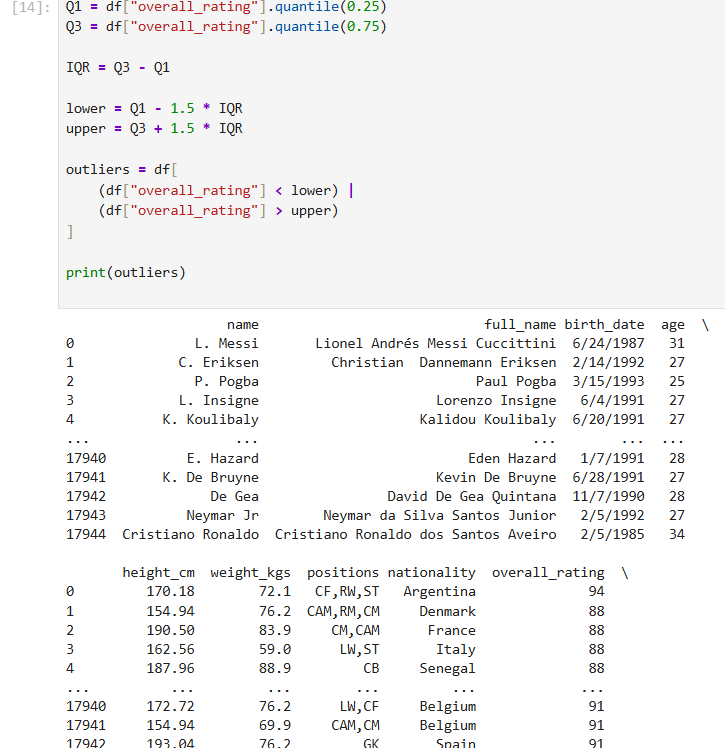 [14]:
Q1 = df["overall_rating"].quantile(0.25)
Q3 = df["overall_rating"].quantile(0.75)
IQR = Q3 - Q1
lower = Q1 - 1.5 * IQR
upper = Q3 + 1.5 * IQR
outliers = df[
(df["overall_rating"] < lower) |
(df["overall_rating"] > upper)
]
print(outliers)
name full_name birth_date age \
0 L. Messi Lionel Andrés Messi Cuccittini 6/24/1987 31
1 C. Eriksen Christian  Dannemann Eriksen 2/14/1992 27
2 P. Pogba Paul Pogba 3/15/1993 25
3 L. Insigne Lorenzo Insigne 6/4/1991 27
4 K. Koulibaly Kalidou Koulibaly 6/20/1991 27
... ... ... ... ...
17940 E. Hazard Eden Hazard 1/7/1991 28
17941 K. De Bruyne Kevin De Bruyne 6/28/1991 27
17942 De Gea David De Gea Quintana 11/7/1990 28
17943 Neymar Jr Neymar da Silva Santos Junior 2/5/1992 27
17944 Cristiano Ronaldo Cristiano Ronaldo dos Santos Aveiro 2/5/1985 34
height_cm weight_kgs positions nationality overall_rating \
0 170.18 72.1 CF,RW,ST Argentina 94
1 154.94 76.2 CAM,RM,CM Denmark 88
2 190.50 83.9 CM,CAM France 88
3 162.56 59.0 LW,ST Italy 88
4 187.96 88.9 CB Senegal 88
... ... ... ... ... ...
17940 172.72 76.2 LW,CF Belgium 91
17941 154.94 69.9 CAM,CM Belgium 91
17942 193.04 76.2 GK Spain 91